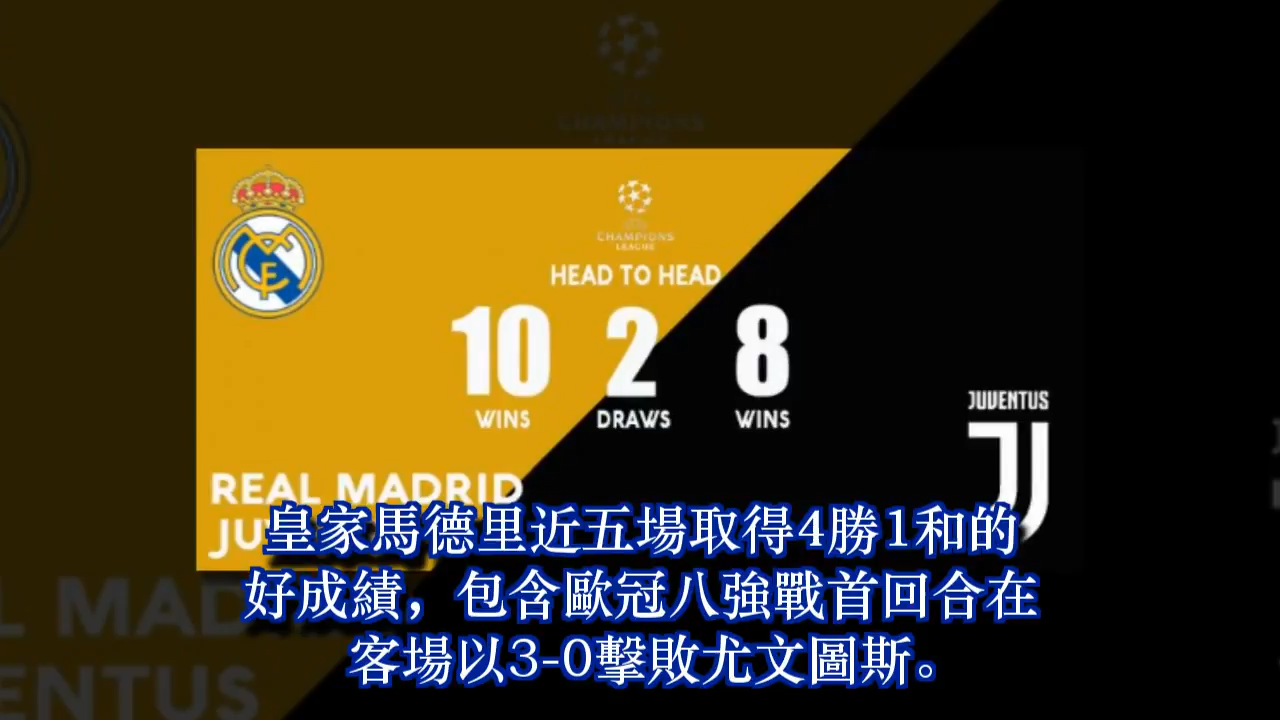 CHAMPIONS
LEAGUE
HEAD TO HEAD
10 2 8
WINS DRAWS WINS
JUVENTUS
REAL MADRID
皇家馬德里近五場取得4勝1和的
好成績，包含歐冠八強戰首回合在
客場以3-0擊敗尤文圖斯。